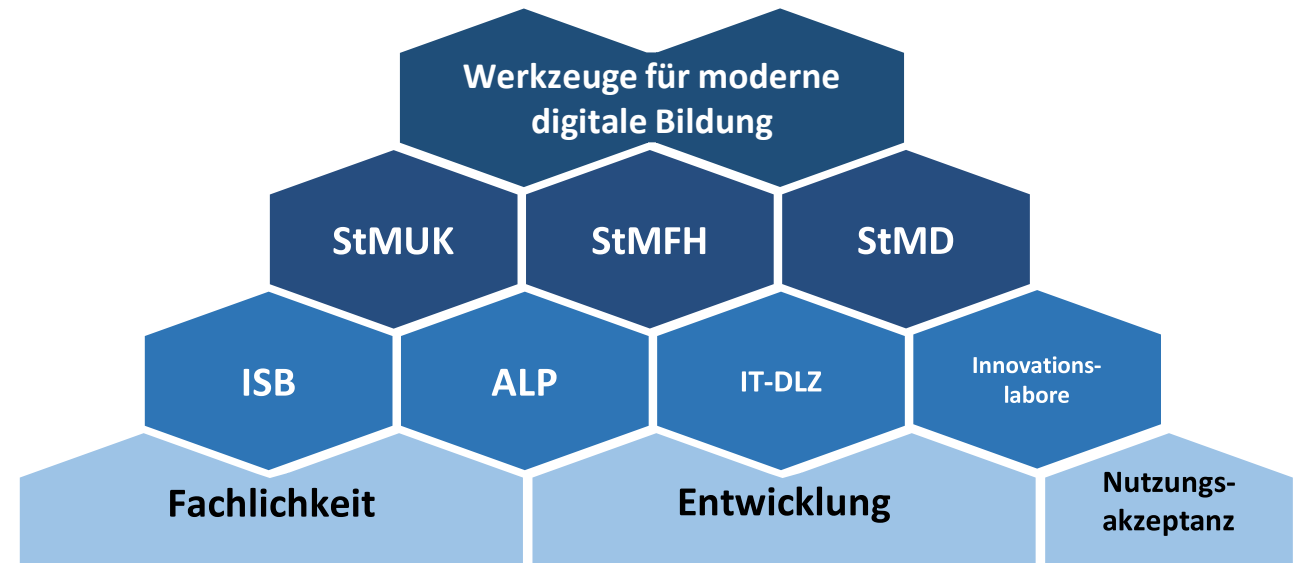 Werkzeuge für moderne
digitale Bildung
StMUK
StMFH
StMD
ISB
ALP
IT-DLZ
Innovations-
labore
Fachlichkeit
Entwicklung
Nutzungs-
akzeptanz